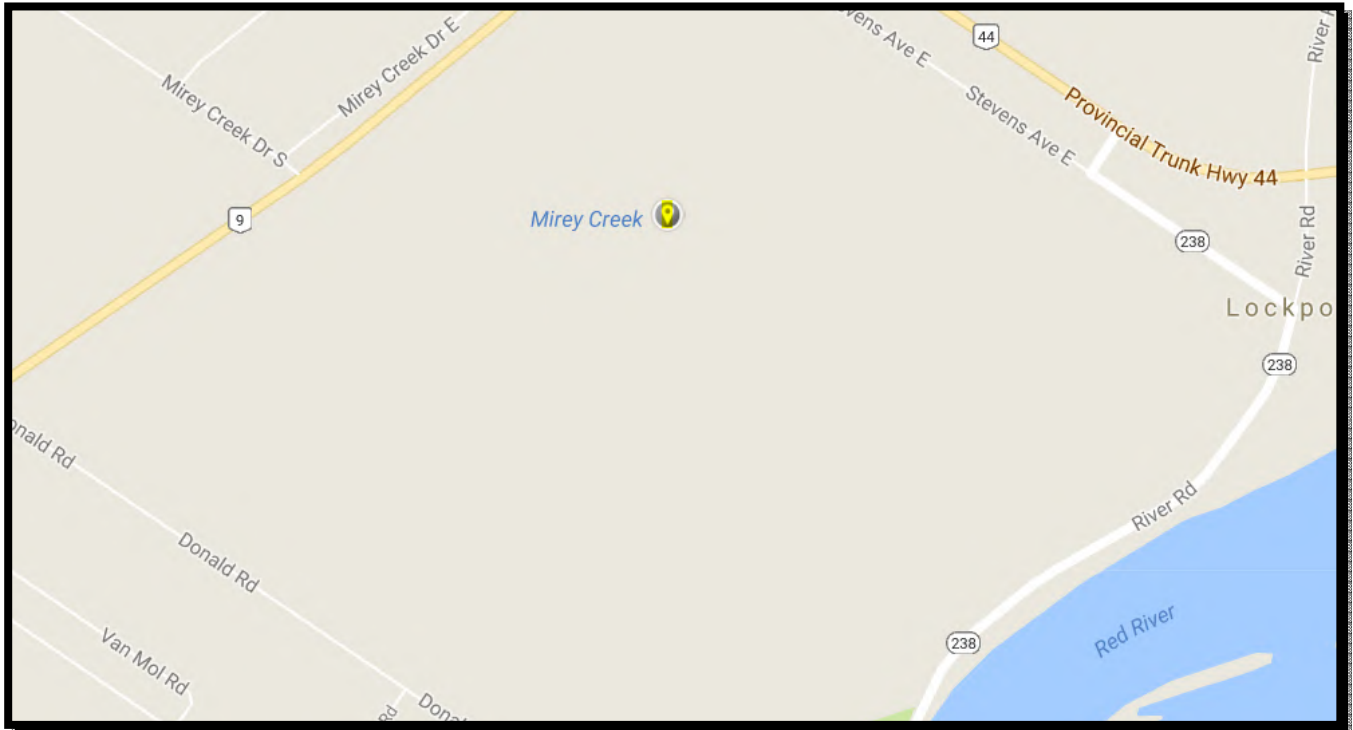 vens Ave E
44
River R
Mirey Creek Dr E
Mirey Creek Dr S
Stevens Ave E
Provincial Trunk Hwy 44
9
Mirey Creek
238
River Rd
Lockpo
238
onald Rd
River Rd
Donald Rd
Red River
Van Mol Rd
238
Rd
Dona